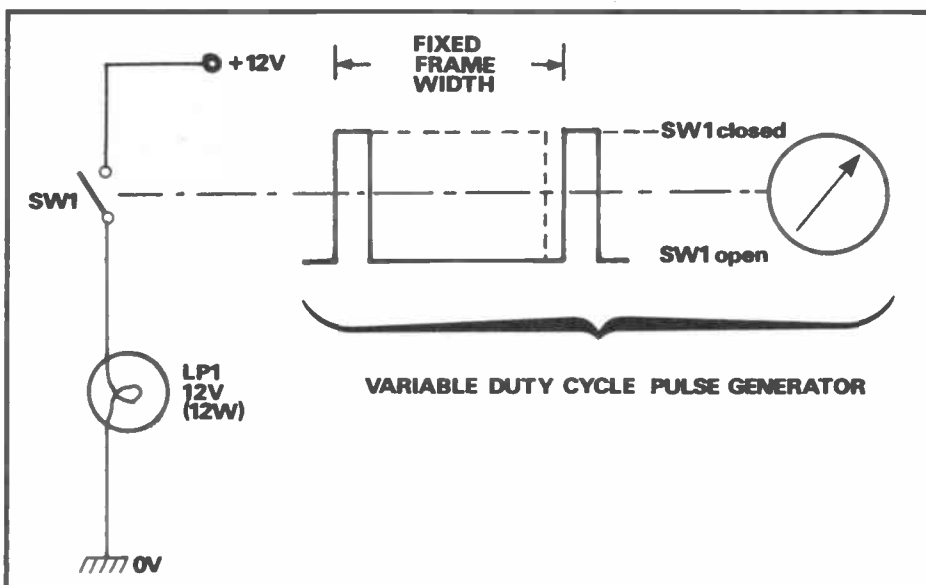 FIXED
FRAME
WIDTH
+12V
SW1 closed
SW1
SW1 open
LP1
12V
(12W)
VARIABLE DUTY CYCLE PULSE GENERATOR
0V